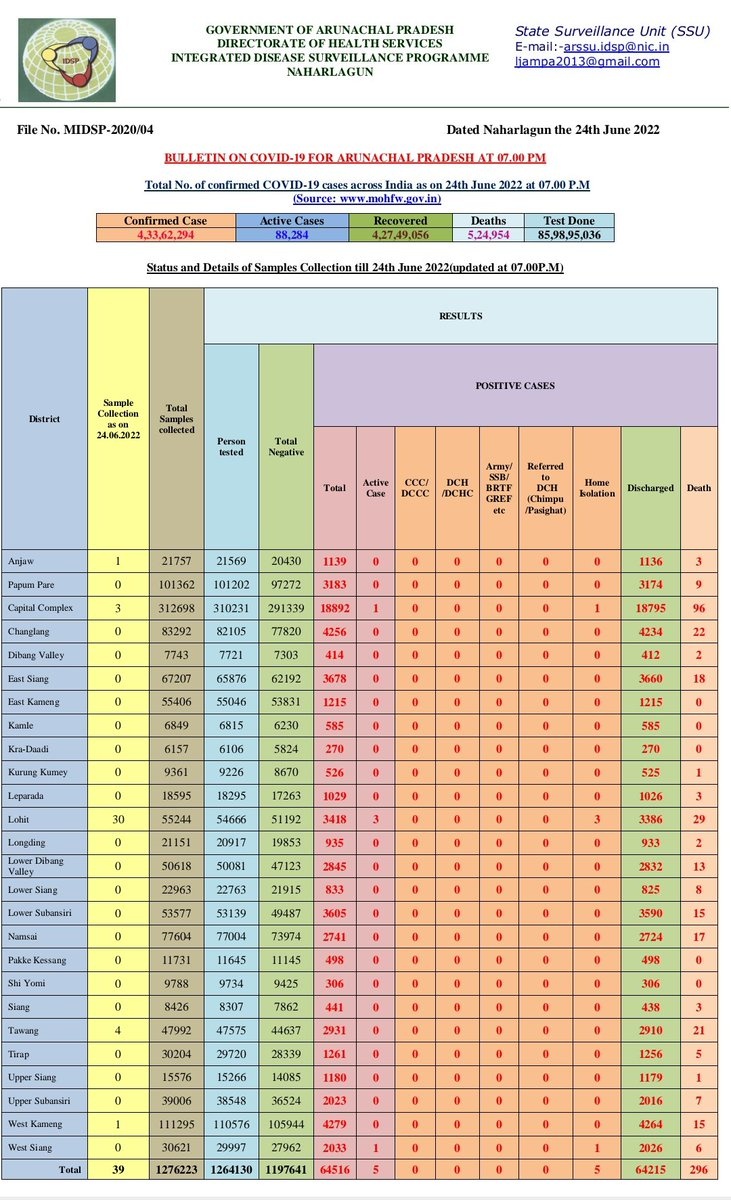 IDSP
GOVERNMENT OF ARUNACHAL PRADESH
DIRECTORATE OF HEALTH SERVICES
INTEGRATED DISEASE SURVEILLANCE PROGRAMME
NAHARLAGUN
State Surveillance Unit (SSU)
E-mail:-arssu.idsp@nic.in
ljampa2013@gmail.com
File No. MIDSP-2020/04 Dated Naharlagun the 24th June 2022
BULLETIN ON COVID-19 FOR ARUNACHAL PRADESH AT 07.00 PM
Total No. of confirmed COVID-19 cases across India as on 24th June 2022 at 07.00 P.M
(Source: www.mohfw.gov.in)
Confirmed Case Active Cases Recovered Deaths Test Done
4,33,62,294 88,284 4,27,49,056 5,24,954 85,98,95,036
Status and Details of Samples Collection till 24th June 2022(updated at 07.00P.M)
District
Sample
Collection
as on
24.06.2022
Total
Samples
collected
RESULTS
Person
tested
Total
Negative
POSITIVE CASES
Total
Active
Case
CCC/
DCCC
DCH
/DCHC
Army/
SSB/
BRTF
GREF
etc
Referred
to
DCH
(Chimpu
/Pasighat)
Home
Isolation
Discharged
Death
Anjaw 1 21757 21569 20430 1139 0 0 0 0 0 0 1136 3
Papum Pare 0 101362 101202 97272 3183 0 0 0 0 0 0 3174 9
Capital Complex 3 312698 310231 291339 18892 1 0 0 0 0 1 18795 96
Changlang 0 83292 82105 77820 4256 0 0 0 0 0 0 4234 22
Dibang Valley 0 7743 7721 7303 414 0 0 0 0 0 0 412 2
East Siang 0 67207 65876 62192 3678 0 0 0 0 0 0 3660 18
East Kameng 0 55406 55046 53831 1215 0 0 0 0 0 0 1215 0
Kamle 0 6849 6815 6230 585 0 0 0 0 0 0 585 0
Kra-Daadi 0 6157 6106 5824 270 0 0 0 0 0 0 270 0
Kurung Kumey 0 9361 9226 8670 526 0 0 0 0 0 0 525 1
Leparada 0 18595 18295 17263 1029 0 0 0 0 0 0 1026 3
Lohit 30 55244 54666 51192 3418 3 0 0 0 0 3 3386 29
Longding 0 21151 20917 19853 935 0 0 0 0 0 0 933 2
Lower Dibang
Valley 0 50618 50081 47123 2845 0 0 0 0 0 0 2832 13
Lower Siang 0 22963 22763 21915 833 0 0 0 0 0 0 825 8
Lower Subansiri 0 53577 53139 49487 3605 0 0 0 0 0 0 3590 15
Namsai 0 77604 77004 73974 2741 0 0 0 0 0 0 2724 17
Pakke Kessang 0 11731 11645 11145 498 0 0 0 0 0 0 498 0
Shi Yomi 0 9788 9734 9425 306 0 0 0 0 0 0 306 0
Siang 0 8426 8307 7862 441 0 0 0 0 0 0 438 3
Tawang 4 47992 47575 44637 2931 0 0 0 0 0 0 2910 21
Tirap 0 30204 29720 28339 1261 0 0 0 0 0 0 1256 5
Upper Siang 0 15576 15266 14085 1180 0 0 0 0 0 0 1179 1
Upper Subansiri 0 39006 38548 36524 2023 0 0 0 0 0 0 2016 7
West Kameng 1 111295 110576 105944 4279 0 0 0 0 0 0 4264 15
West Siang 0 30621 29997 27962 2033 1 0 0 0 0 1 2026 6
Total 39 1276223 1264130 1197641 64516 5 0 0 0 0 5 64215 296